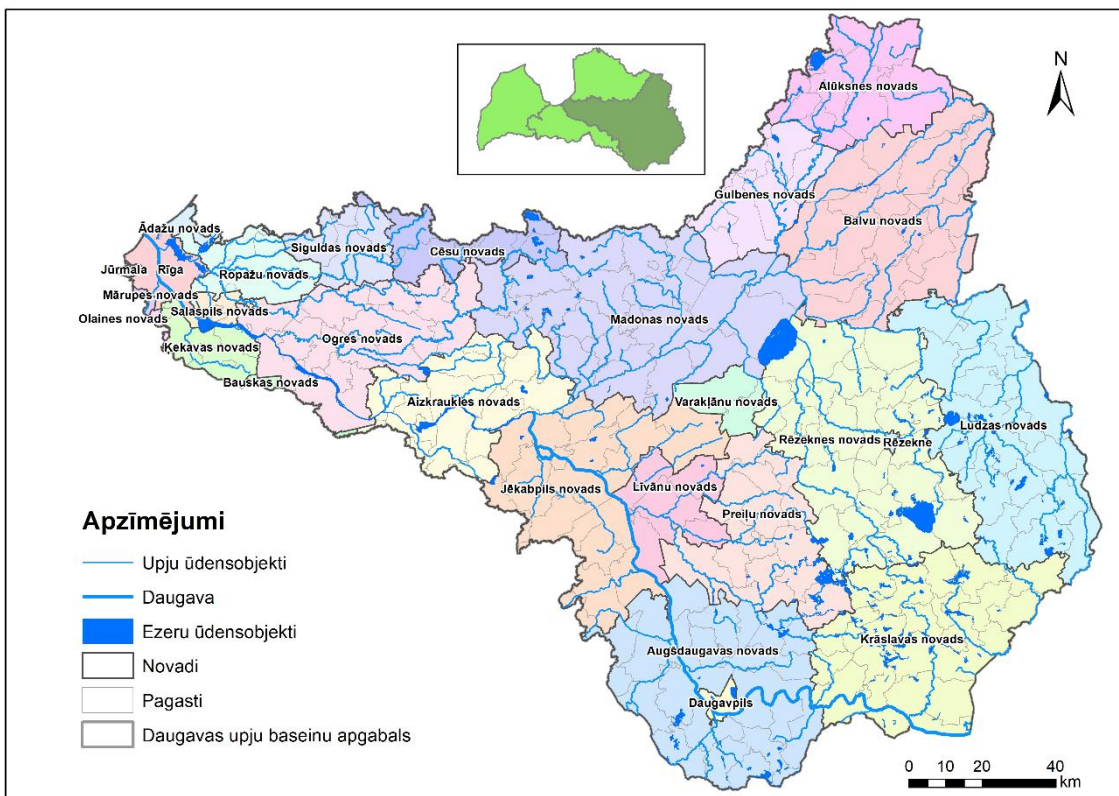 N
Alūksnes novads
Gulbenes novads
Balvu novads
Ādažu novads
Siguldas novads
Cēsu novads
Jūrmala
Rīga
Ropažu novads
Mārupes novads
Salaspils novads
Olaines novads
Ogres novads
Madonas novads
Ķekavas novads
Bauskas novads
Aizkraukles novads
Varakļānu novads
Rēzeknes novads
Rēzekne
Ludzas novads
Jēkabpils novads
Līvānu novads
Preiļu novads
Krāslavas novads
Augšdaugavas novads
Daugavpils
Apzīmējumi
Upju ūdensobjekti
Daugava
Ezeru ūdensobjekti
Novadi
Pagasti
Daugavas upju baseinu apgabals
0 10 20 40
km